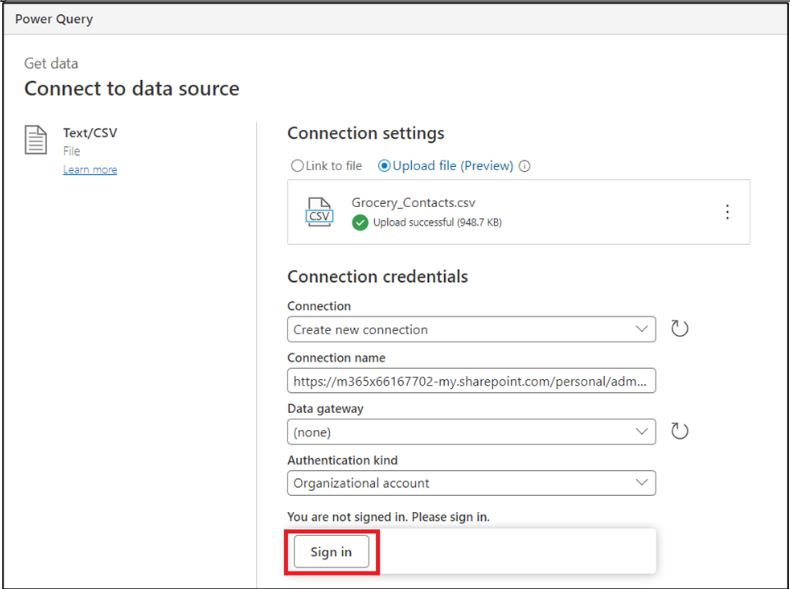 Power Query
Get data
Connect to data source
Text/CSV
File
Learn more
Connection settings
Link to file Upload file (Preview)
CSV
Grocery_Contacts.csv
Upload successful (948.7 KB)
Connection credentials
Connection
Create new connection
Connection name
https://m365x66167702-my.sharepoint.com/personal/adm...
Data gateway
(none)
Authentication kind
Organizational account
You are not signed in. Please sign in.
Sign in